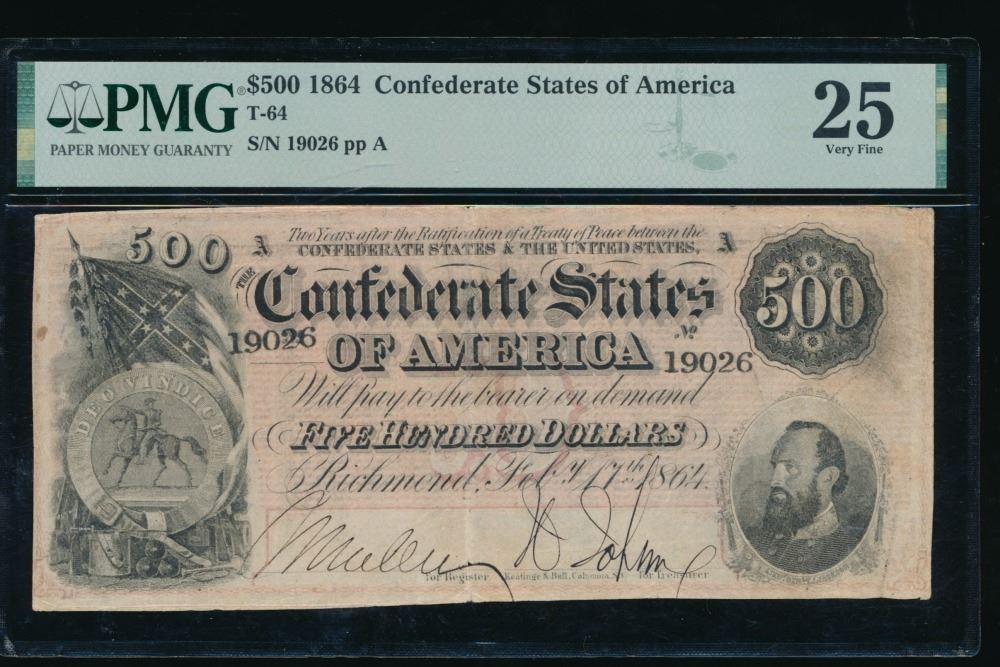 PMG® $500 1864 Confederate States of America 25
T-64
PAPER MONEY GUARANTY S/N 19026 pp A Very Fine
500 A Two Years after the Ratification of a Treaty of Peace between the A
CONFEDERATE STATES & THE UNITED STATES,
THE Confederate States 500
19026 OF AMERICA No 19026
Will pay to the bearer on demand
DEO VINDICE FIVE HUNDRED DOLLARS
Richmond, Feby 17th 1864.
for Register Keatinge & Ball, Columbia, S.C. for Treasurer